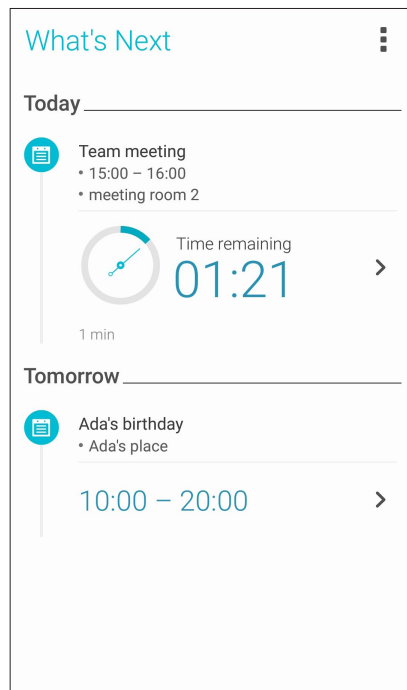 What's Next
Today
Team meeting
• 15:00 – 16:00
• meeting room 2
Time remaining
01:21
1 min
Tomorrow
Ada's birthday
• Ada's place
10:00 – 20:00